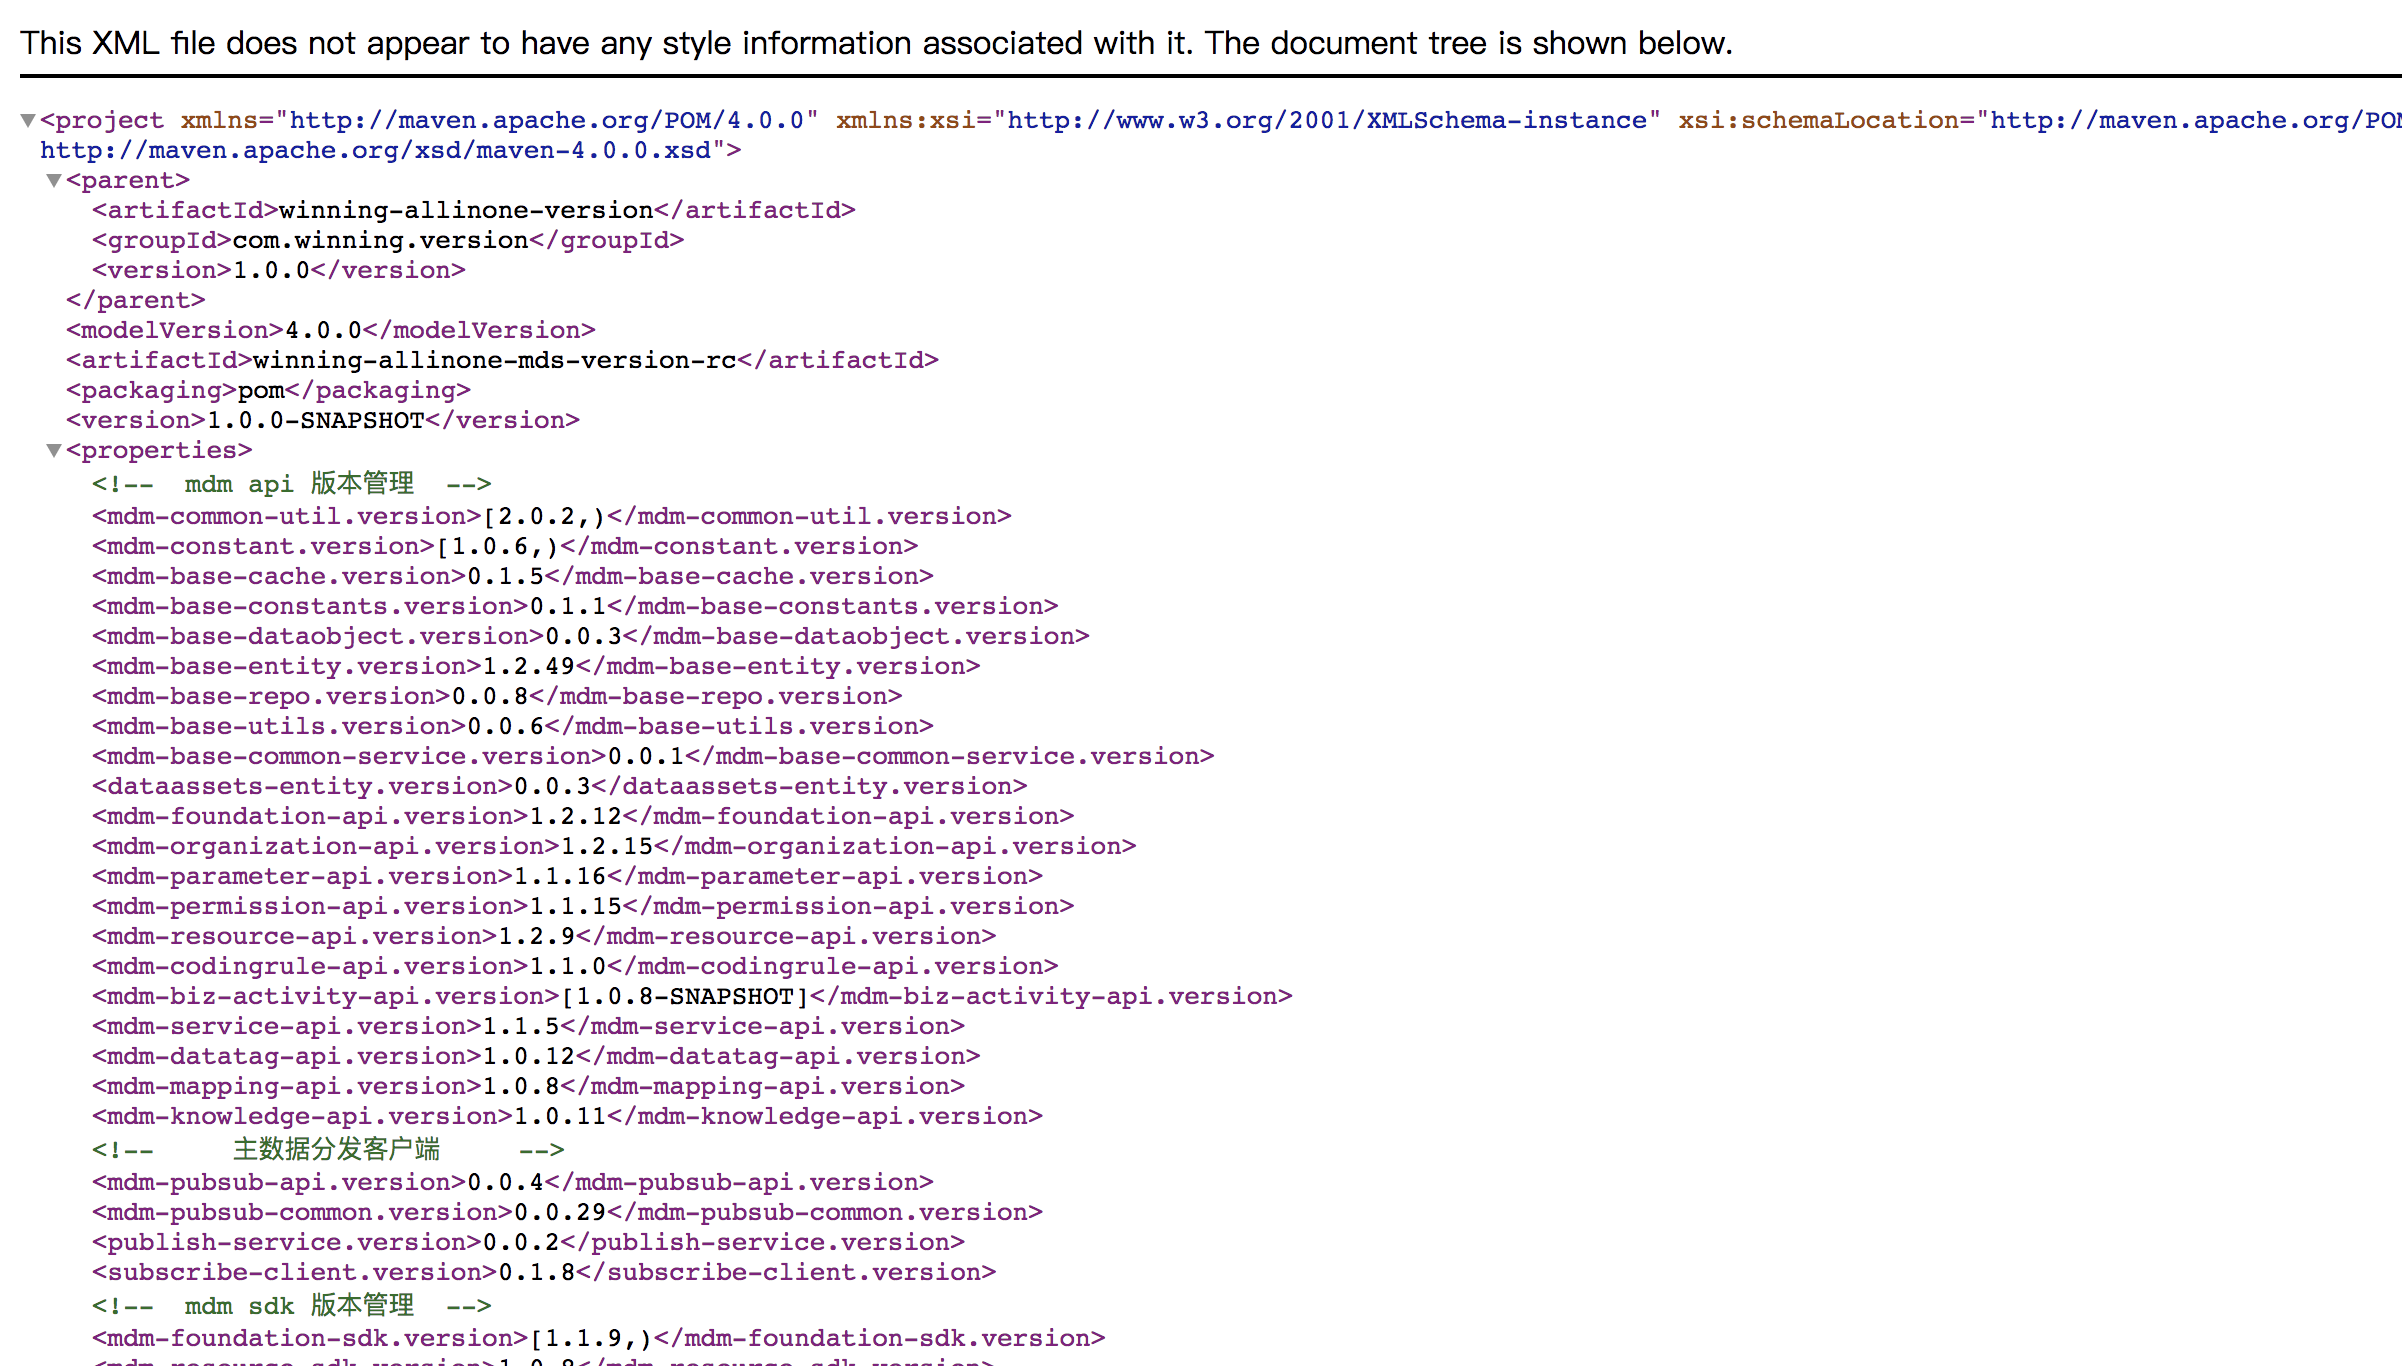 This XML file does not appear to have any style information associated with it. The document tree is shown below.
▼<project xmlns="http://maven.apache.org/POM/4.0.0" xmlns:xsi="http://www.w3.org/2001/XMLSchema-instance" xsi:schemaLocation="http://maven.apache.org/
http://maven.apache.org/xsd/maven-4.0.0.xsd">
▼<parent>
<artifactId>winning-allinone-version</artifactId>
<groupId>com.winning.version</groupId>
<version>1.0.0</version>
</parent>
<modelVersion>4.0.0</modelVersion>
<artifactId>winning-allinone-mds-version-rc</artifactId>
<packaging>pom</packaging>
<version>1.0.0-SNAPSHOT</version>
▼<properties>
<!-- mdm api 版本管理 -->
<mdm-common-util.version>[2.0.2,)</mdm-common-util.version>
<mdm-constant.version>[1.0.6,)</mdm-constant.version>
<mdm-base-cache.version>0.1.5</mdm-base-cache.version>
<mdm-base-constants.version>0.1.1</mdm-base-constants.version>
<mdm-base-dataobject.version>0.0.3</mdm-base-dataobject.version>
<mdm-base-entity.version>1.2.49</mdm-base-entity.version>
<mdm-base-repo.version>0.0.8</mdm-base-repo.version>
<mdm-base-utils.version>0.0.6</mdm-base-utils.version>
<mdm-base-common-service.version>0.0.1</mdm-base-common-service.version>
<dataassets-entity.version>0.0.3</dataassets-entity.version>
<mdm-foundation-api.version>1.2.12</mdm-foundation-api.version>
<mdm-organization-api.version>1.2.15</mdm-organization-api.version>
<mdm-parameter-api.version>1.1.16</mdm-parameter-api.version>
<mdm-permission-api.version>1.1.15</mdm-permission-api.version>
<mdm-resource-api.version>1.2.9</mdm-resource-api.version>
<mdm-codingrule-api.version>1.1.0</mdm-codingrule-api.version>
<mdm-biz-activity-api.version>[1.0.8-SNAPSHOT]</mdm-biz-activity-api.version>
<mdm-service-api.version>1.1.5</mdm-service-api.version>
<mdm-datatag-api.version>1.0.12</mdm-datatag-api.version>
<mdm-mapping-api.version>1.0.8</mdm-mapping-api.version>
<mdm-knowledge-api.version>1.0.11</mdm-knowledge-api.version>
<!-- 主数据分发客户端 -->
<mdm-pubsub-api.version>0.0.4</mdm-pubsub-api.version>
<mdm-pubsub-common.version>0.0.29</mdm-pubsub-common.version>
<publish-service.version>0.0.2</publish-service.version>
<subscribe-client.version>0.1.8</subscribe-client.version>
<!-- mdm sdk 版本管理 -->
<mdm-foundation-sdk.version>[1.1.9,)</mdm-foundation-sdk.version>